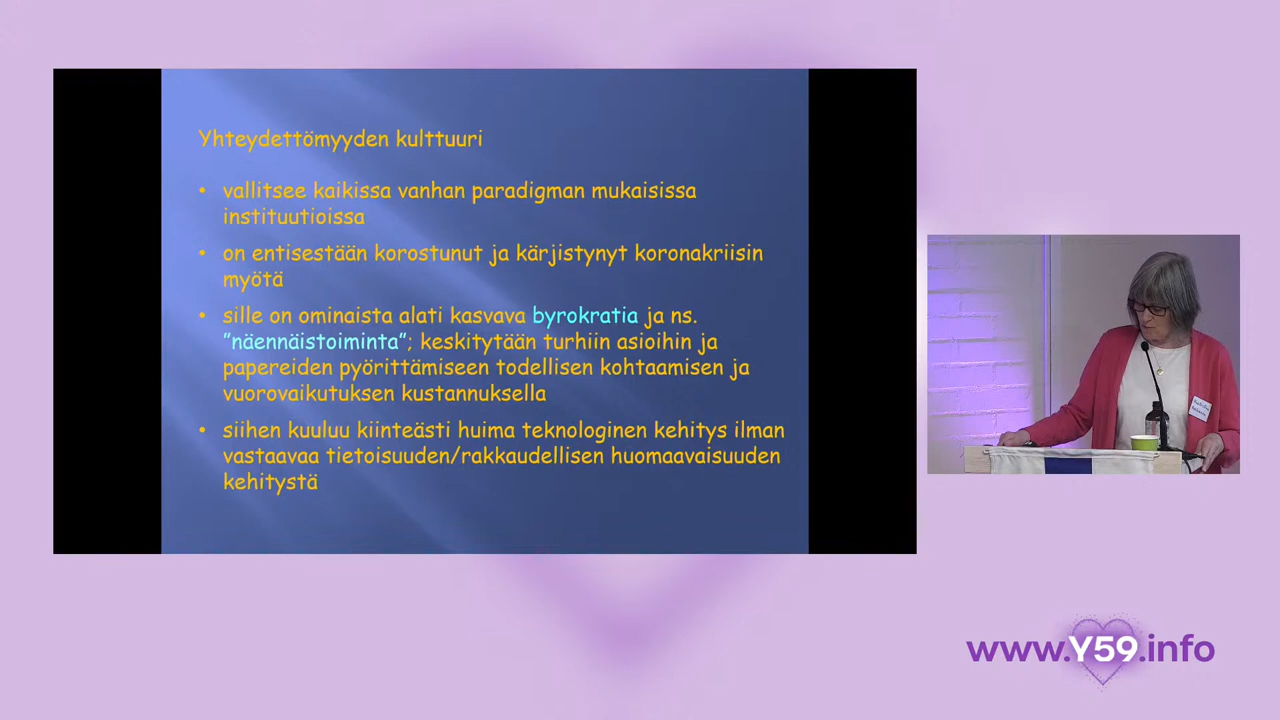 Yhteydettömyyden kulttuuri
• vallitsee kaikissa vanhan paradigman mukaisissa
instituutioissa
• on entisestään korostunut ja kärjistynyt koronakriisin
myötä
• sille on ominaista alati kasvava byrokratia ja ns.
”näennäistoiminta”; keskitytään turhiin asioihin ja
papereiden pyörittämiseen todellisen kohtaamisen ja
vuorovaikutuksen kustannuksella
• siihen kuuluu kiinteästi huima teknologinen kehitys ilman
vastaavaa tietoisuuden/rakkaudellisen huomaavaisuuden
kehitystä
www.Y59.info